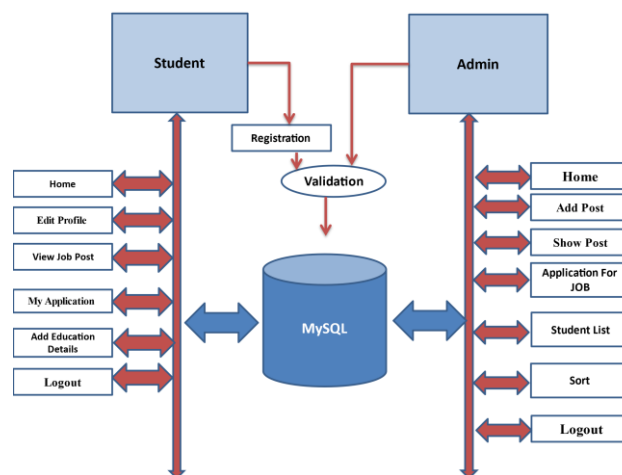 Student
Admin
Registration
Validation
Home
Edit Profile
View Job Post
My Application
Add Education
Details
Logout
MySQL
Home
Add Post
Show Post
Application For
JOB
Student List
Sort
Logout